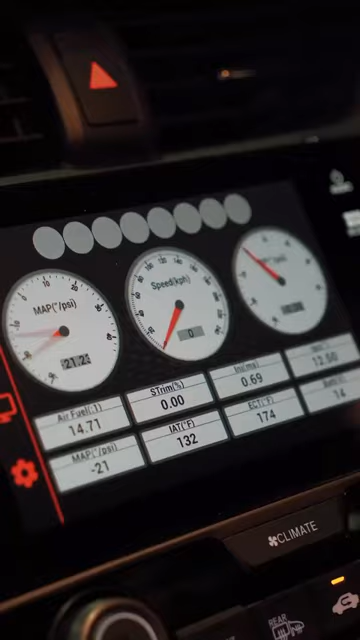 MAP("/psi)
-21.23
Speed(kph)
0
Air Fuel(:1)
14.71
STrim(%)
0.00
Inj(ms)
0.69
12.50
MAP("/psi)
-21
IAT(°F)
132
ECT(°F)
174
14
CLIMATE
REAR